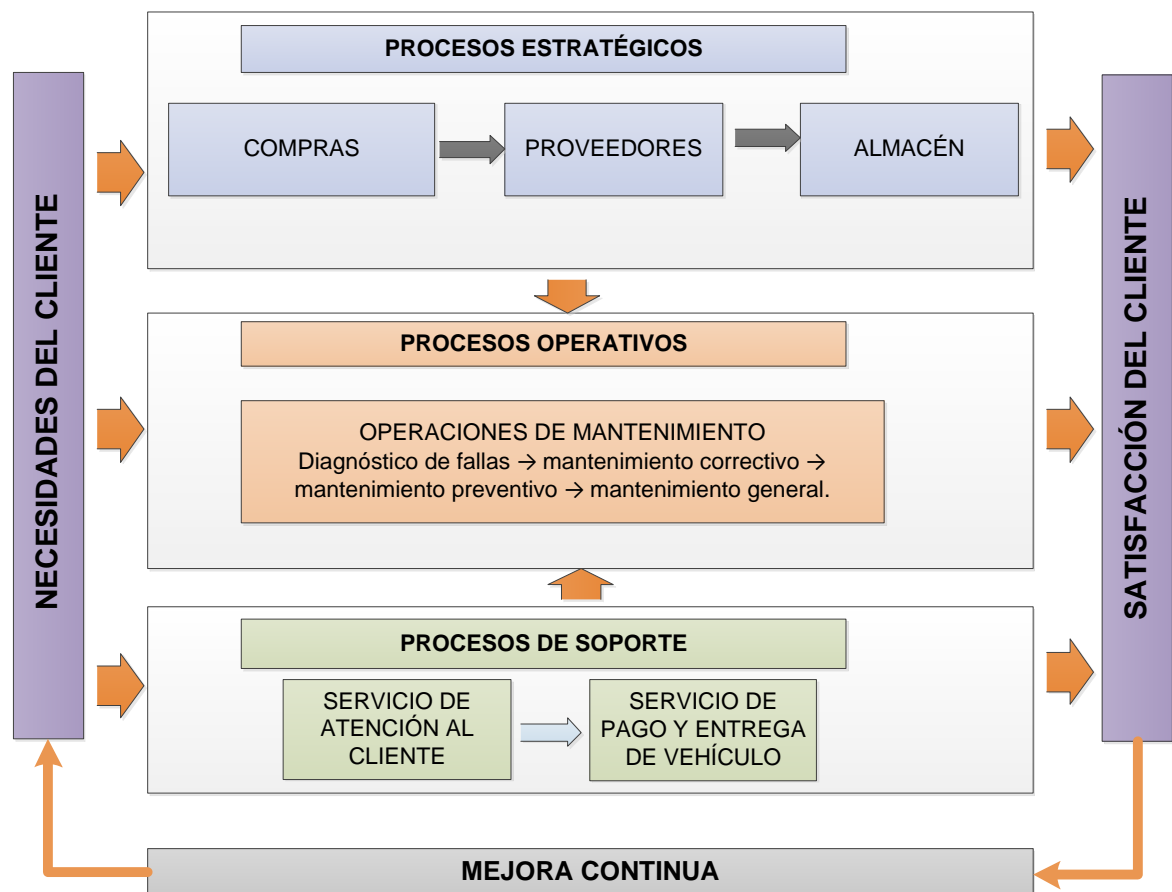 PROCESOS ESTRATÉGICOS
COMPRAS
PROVEEDORES
ALMACÉN
NECESIDADES DEL CLIENTE
SATISFACCIÓN DEL CLIENTE
PROCESOS OPERATIVOS
OPERACIONES DE MANTENIMIENTO
Diagnóstico de fallas → mantenimiento correctivo →
mantenimiento preventivo → mantenimiento general.
PROCESOS DE SOPORTE
SERVICIO DE
ATENCIÓN AL
CLIENTE
SERVICIO DE
PAGO Y ENTREGA
DE VEHÍCULO
MEJORA CONTINUA